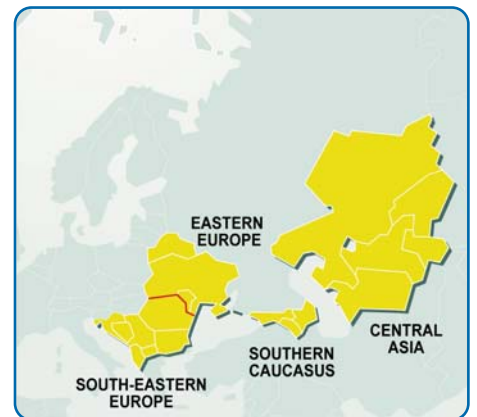 EASTERN
EUROPE
SOUTHERN
CAUCASUS
CENTRAL
ASIA
SOUTH-EASTERN
EUROPE